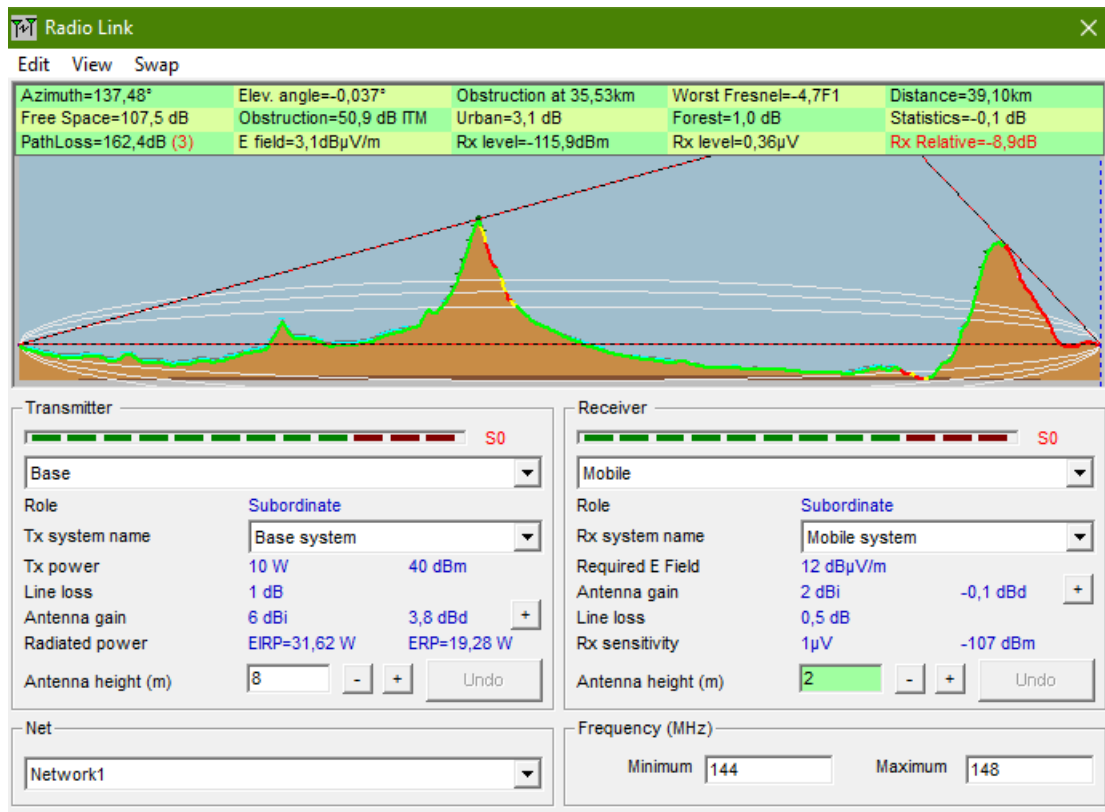 Radio Link
Edit View Swap
Azimuth=137,48° Elev. angle=-0,037° Obstruction at 35,53km Worst Fresnel=-4,7F1 Distance=39,10km
Free Space=107,5 dB Obstruction=50,9 dB ITM Urban=3,1 dB Forest=1,0 dB Statistics=-0,1 dB
PathLoss=162,4dB (3) E field=3,1dBµV/m Rx level=-115,9dBm Rx level=0,36µV Rx Relative=-8,9dB
Transmitter
S0
Base
Role Subordinate
Tx system name Base system
Tx power 10 W 40 dBm
Line loss 1 dB
Antenna gain 6 dBi 3,8 dBd +
Radiated power EIRP=31,62 W ERP=19,28 W
Antenna height (m) 8 - + Undo
Net
Network1
Receiver
S0
Mobile
Role Subordinate
Rx system name Mobile system
Required E Field 12 dBµV/m
Antenna gain 2 dBi -0,1 dBd +
Line loss 0,5 dB
Rx sensitivity 1µV -107 dBm
Antenna height (m) 2 - + Undo
Frequency (MHz)
Minimum 144 Maximum 148